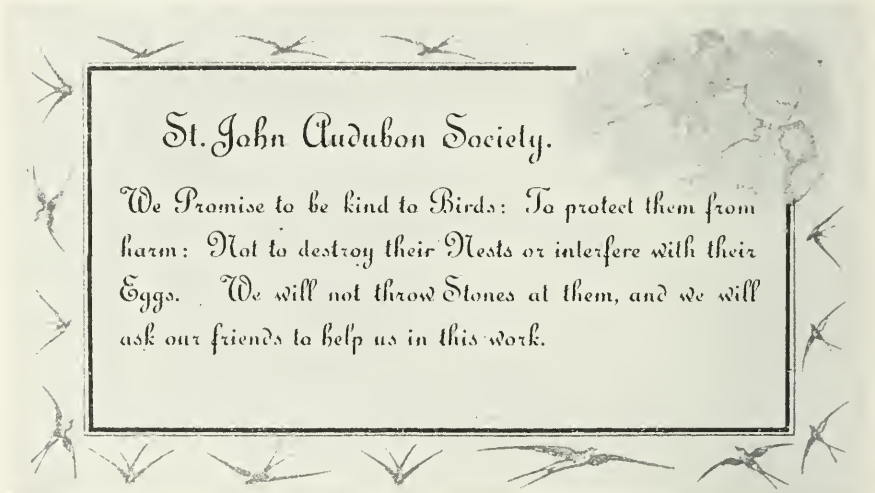 St. John Audubon Society.
We Promise to be kind to Birds: To protect them from
harm: Not to destroy their Nests or interfere with their
Eggs. We will not throw Stones at them, and we will
ask our friends to help us in this work.